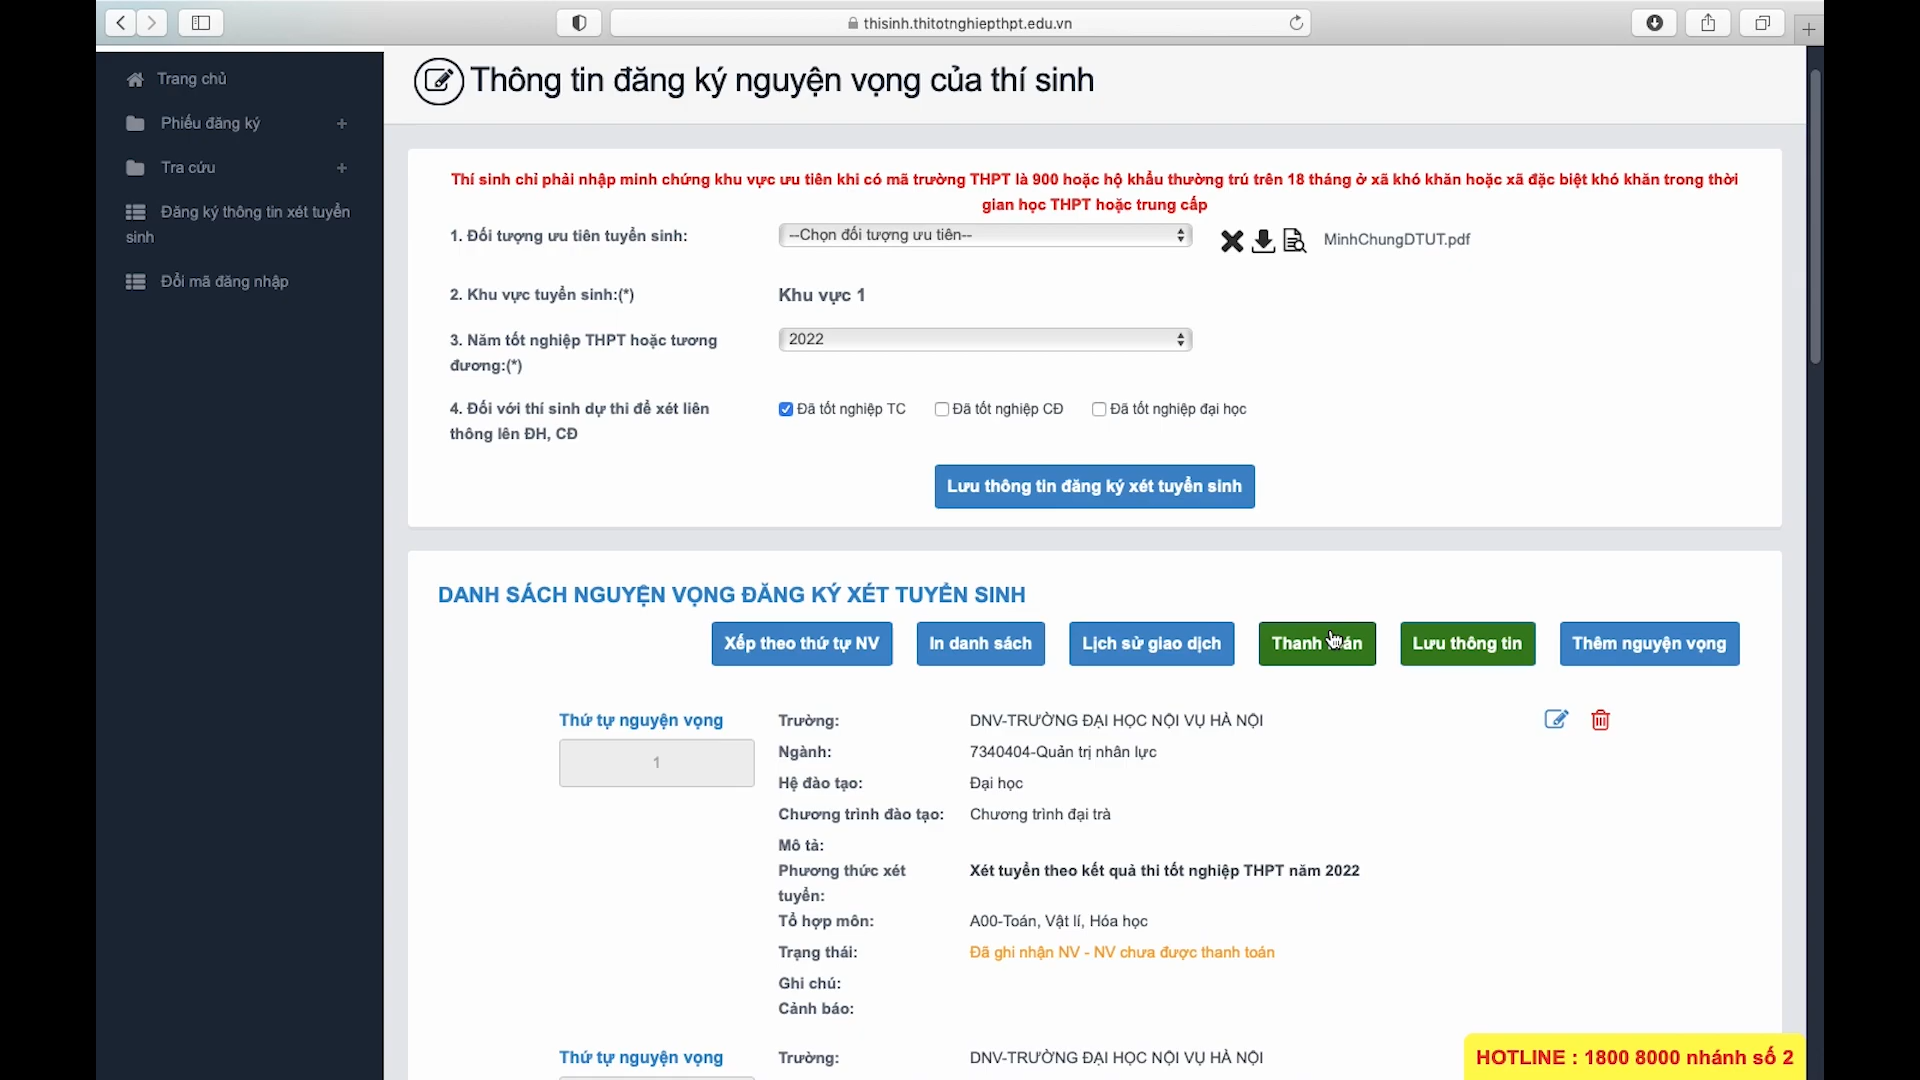 thisinh.thitotnghiepthpt.edu.vn
Trang chủ
Phiếu đăng ký
Tra cứu
Đăng ký thông tin xét tuyển
sinh
Đổi mã đăng nhập
Thông tin đăng ký nguyện vọng của thí sinh
Thí sinh chỉ phải nhập minh chứng khu vực ưu tiên khi có mã trường THPT là 900 hoặc hộ khẩu thường trú trên 18 tháng ở xã khó khăn hoặc xã đặc biệt khó khăn trong thời
gian học THPT hoặc trung cấp
1. Đối tượng ưu tiên tuyển sinh:
--Chọn đối tượng ưu tiên--
MinhChungDTUT.pdf
2. Khu vực tuyển sinh:(*)
Khu vực 1
3. Năm tốt nghiệp THPT hoặc tương
đương:(*)
2022
4. Đối với thí sinh dự thi để xét liên
thông lên ĐH, CĐ
Đã tốt nghiệp TC
Đã tốt nghiệp CĐ
Đã tốt nghiệp đại học
Lưu thông tin đăng ký xét tuyển sinh
DANH SÁCH NGUYỆN VỌNG ĐĂNG KÝ XÉT TUYỂN SINH
Xếp theo thứ tự NV
In danh sách
Lịch sử giao dịch
Thanh toán
Lưu thông tin
Thêm nguyện vọng
Thứ tự nguyện vọng
1
Trường: DNV-TRƯỜNG ĐẠI HỌC NỘI VỤ HÀ NỘI
Ngành: 7340404-Quản trị nhân lực
Hệ đào tạo: Đại học
Chương trình đào tạo: Chương trình đại trà
Mô tả:
Phương thức xét
tuyển:
Xét tuyển theo kết quả thi tốt nghiệp THPT năm 2022
Tổ hợp môn: A00-Toán, Vật lí, Hóa học
Trạng thái: Đã ghi nhận NV - NV chưa được thanh toán
Ghi chú:
Cảnh báo:
Thứ tự nguyện vọng
Trường: DNV-TRƯỜNG ĐẠI HỌC NỘI VỤ HÀ NỘI
HOTLINE : 1800 8000 nhánh số 2